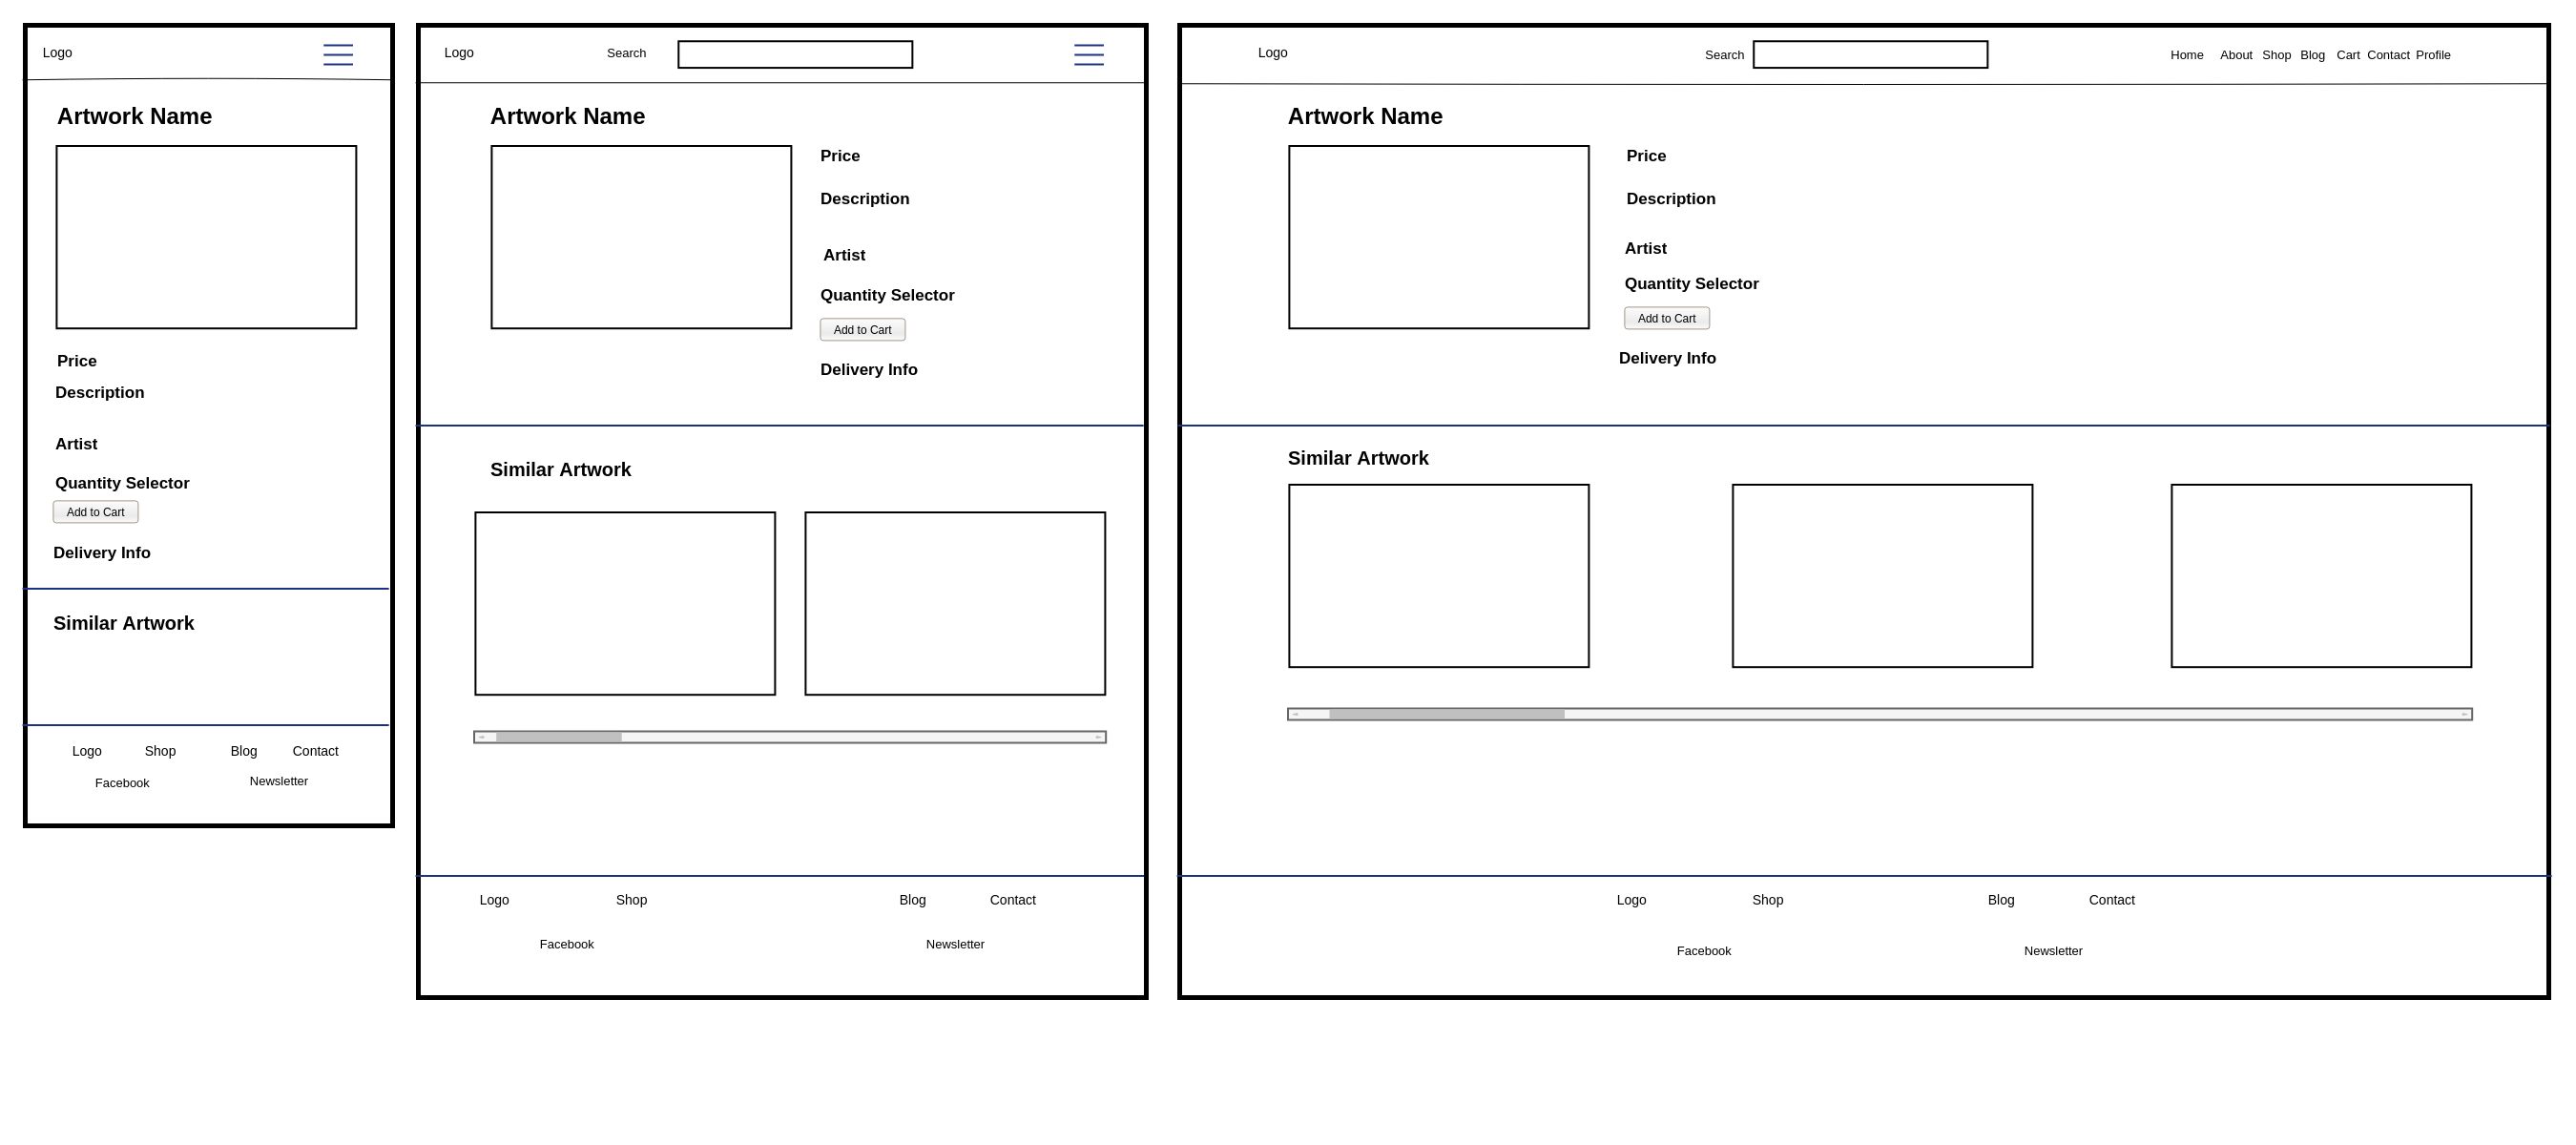 Logo
Artwork Name
Price
Description
Artist
Quantity Selector
Add to Cart
Delivery Info
Similar Artwork
Logo Shop Blog Contact
Facebook Newsletter
Logo Search
Artwork Name
Price
Description
Artist
Quantity Selector
Add to Cart
Delivery Info
Similar Artwork
Logo Shop Blog Contact
Facebook Newsletter
Logo Search Home About Shop Blog Cart Contact Profile
Artwork Name
Price
Description
Artist
Quantity Selector
Add to Cart
Delivery Info
Similar Artwork
Logo Shop Blog Contact
Facebook Newsletter